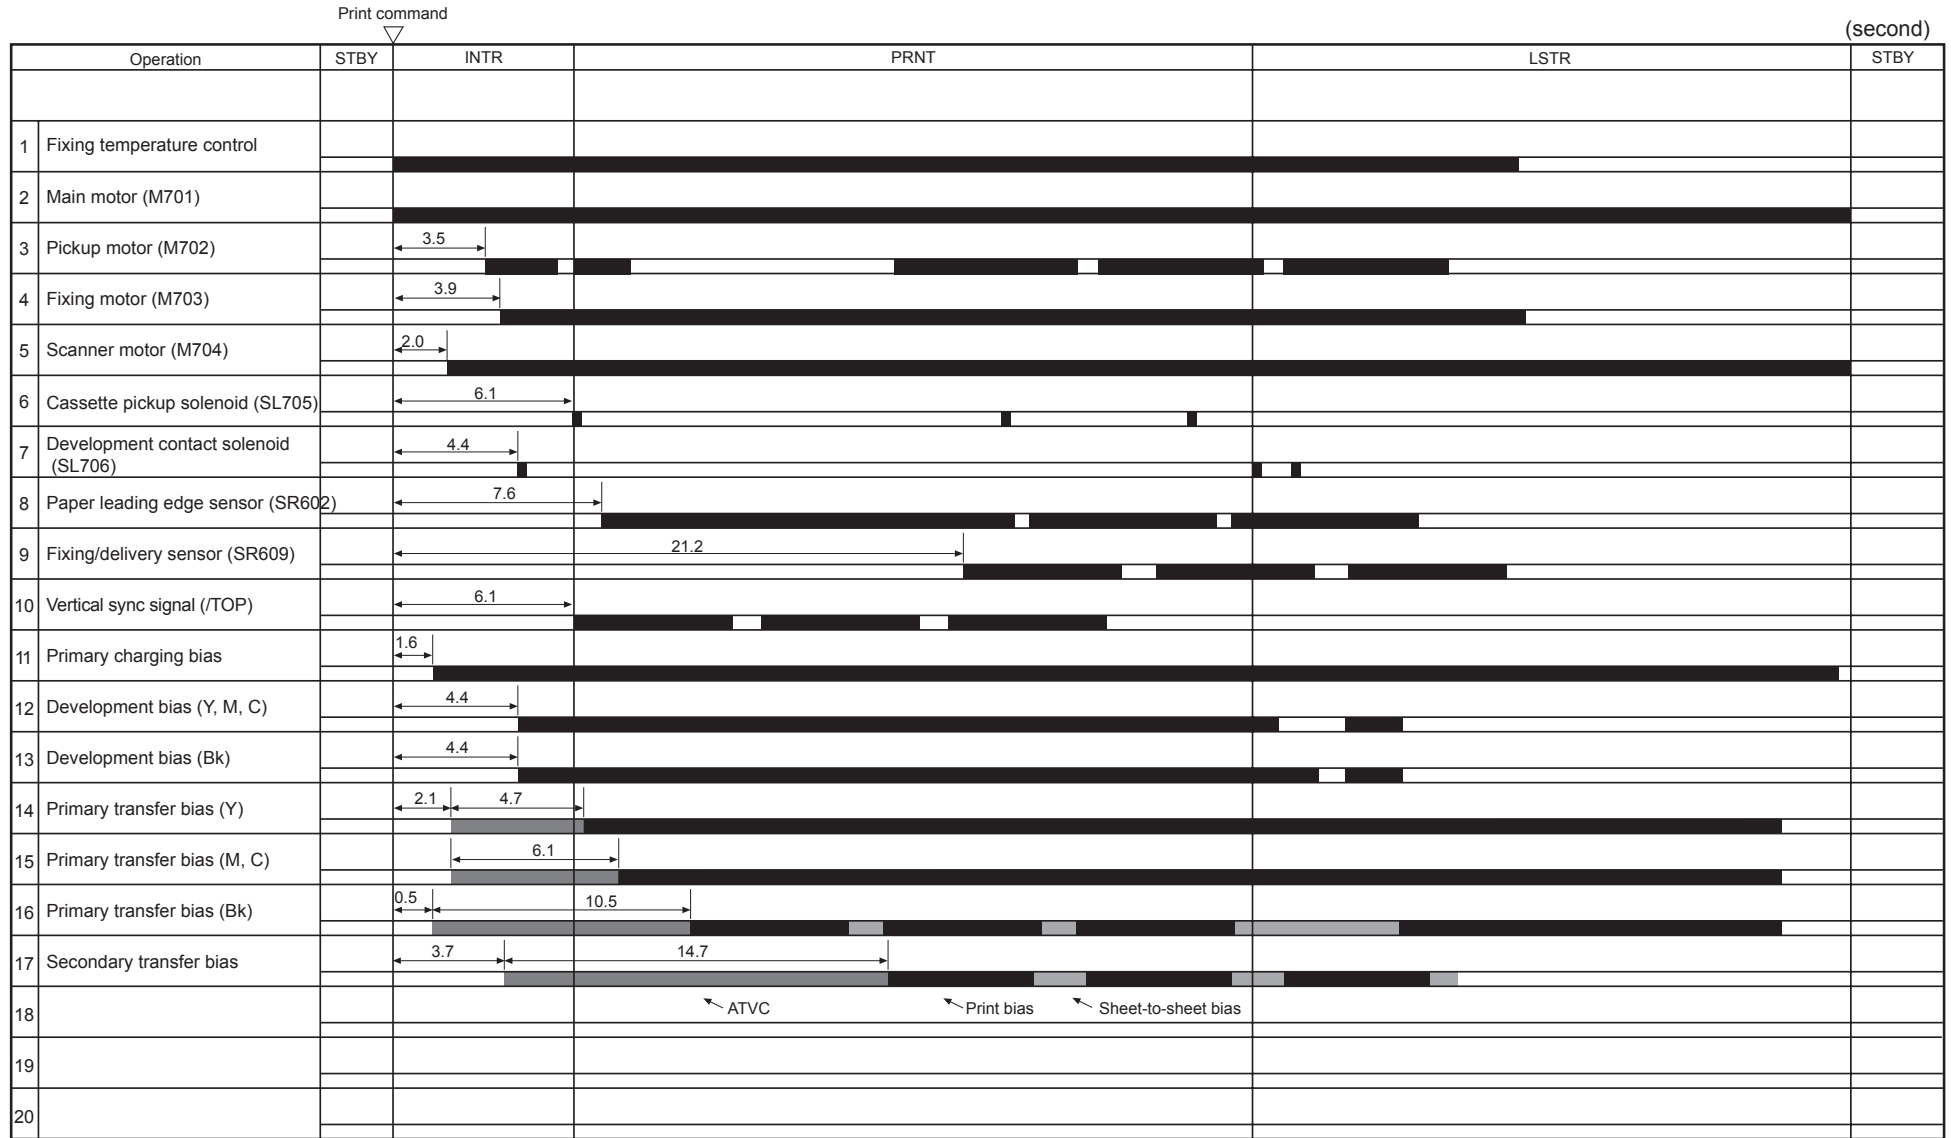 Print command
(second)
Operation STBY INTR PRNT LSTR STBY
1 Fixing temperature control
2 Main motor (M701)
3 Pickup motor (M702) 3.5
4 Fixing motor (M703) 3.9
5 Scanner motor (M704) 2.0
6 Cassette pickup solenoid (SL705) 6.1
7 Development contact solenoid
(SL706) 4.4
8 Paper leading edge sensor (SR602) 7.6
9 Fixing/delivery sensor (SR609) 21.2
10 Vertical sync signal (/TOP) 6.1
11 Primary charging bias 1.6
12 Development bias (Y, M, C) 4.4
13 Development bias (Bk) 4.4
14 Primary transfer bias (Y) 2.1 4.7
15 Primary transfer bias (M, C) 6.1
16 Primary transfer bias (Bk) 0.5 10.5
17 Secondary transfer bias 3.7 14.7
18 ATVC Print bias Sheet-to-sheet bias
19
20